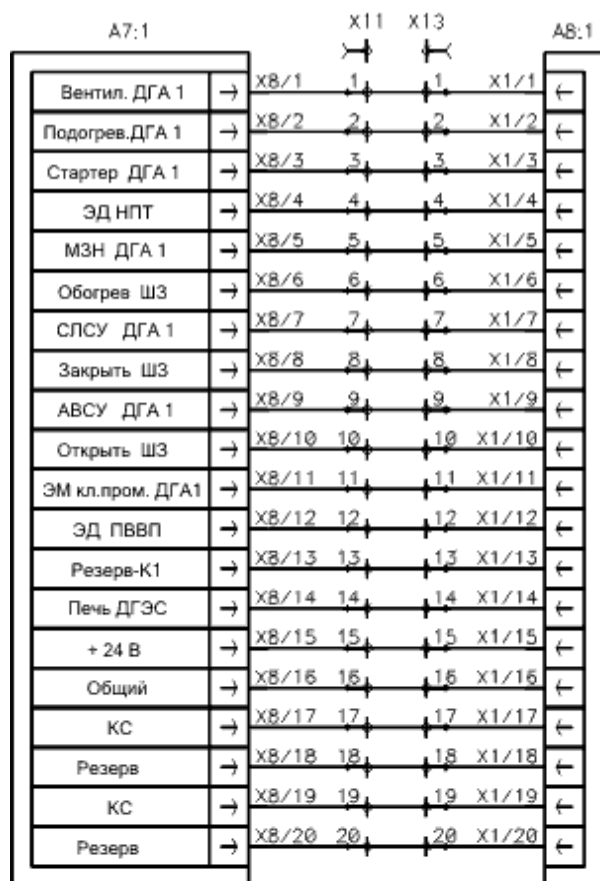 X11 X13
A7:1 A8:1
Вентил. ДГА 1 X8/1 1 1 X1/1
Подогрев.ДГА 1 X8/2 2 2 X1/2
Стартер ДГА 1 X8/3 3 3 X1/3
ЭД НПТ X8/4 4 4 X1/4
МЗН ДГА 1 X8/5 5 5 X1/5
Обогрев ШЗ X8/6 6 6 X1/6
СЛСУ ДГА 1 X8/7 7 7 X1/7
Закрыть ШЗ X8/8 8 8 X1/8
АВСУ ДГА 1 X8/9 9 9 X1/9
Открыть ШЗ X8/10 10 10 X1/10
ЭМ кл.пром. ДГА1 X8/11 11 11 X1/11
ЭД ПВВП X8/12 12 12 X1/12
Резерв-К1 X8/13 13 13 X1/13
Печь ДГЭС X8/14 14 14 X1/14
+ 24 В X8/15 15 15 X1/15
Общий X8/16 16 16 X1/16
КС X8/17 17 17 X1/17
Резерв X8/18 18 18 X1/18
КС X8/19 19 19 X1/19
Резерв X8/20 20 20 X1/20